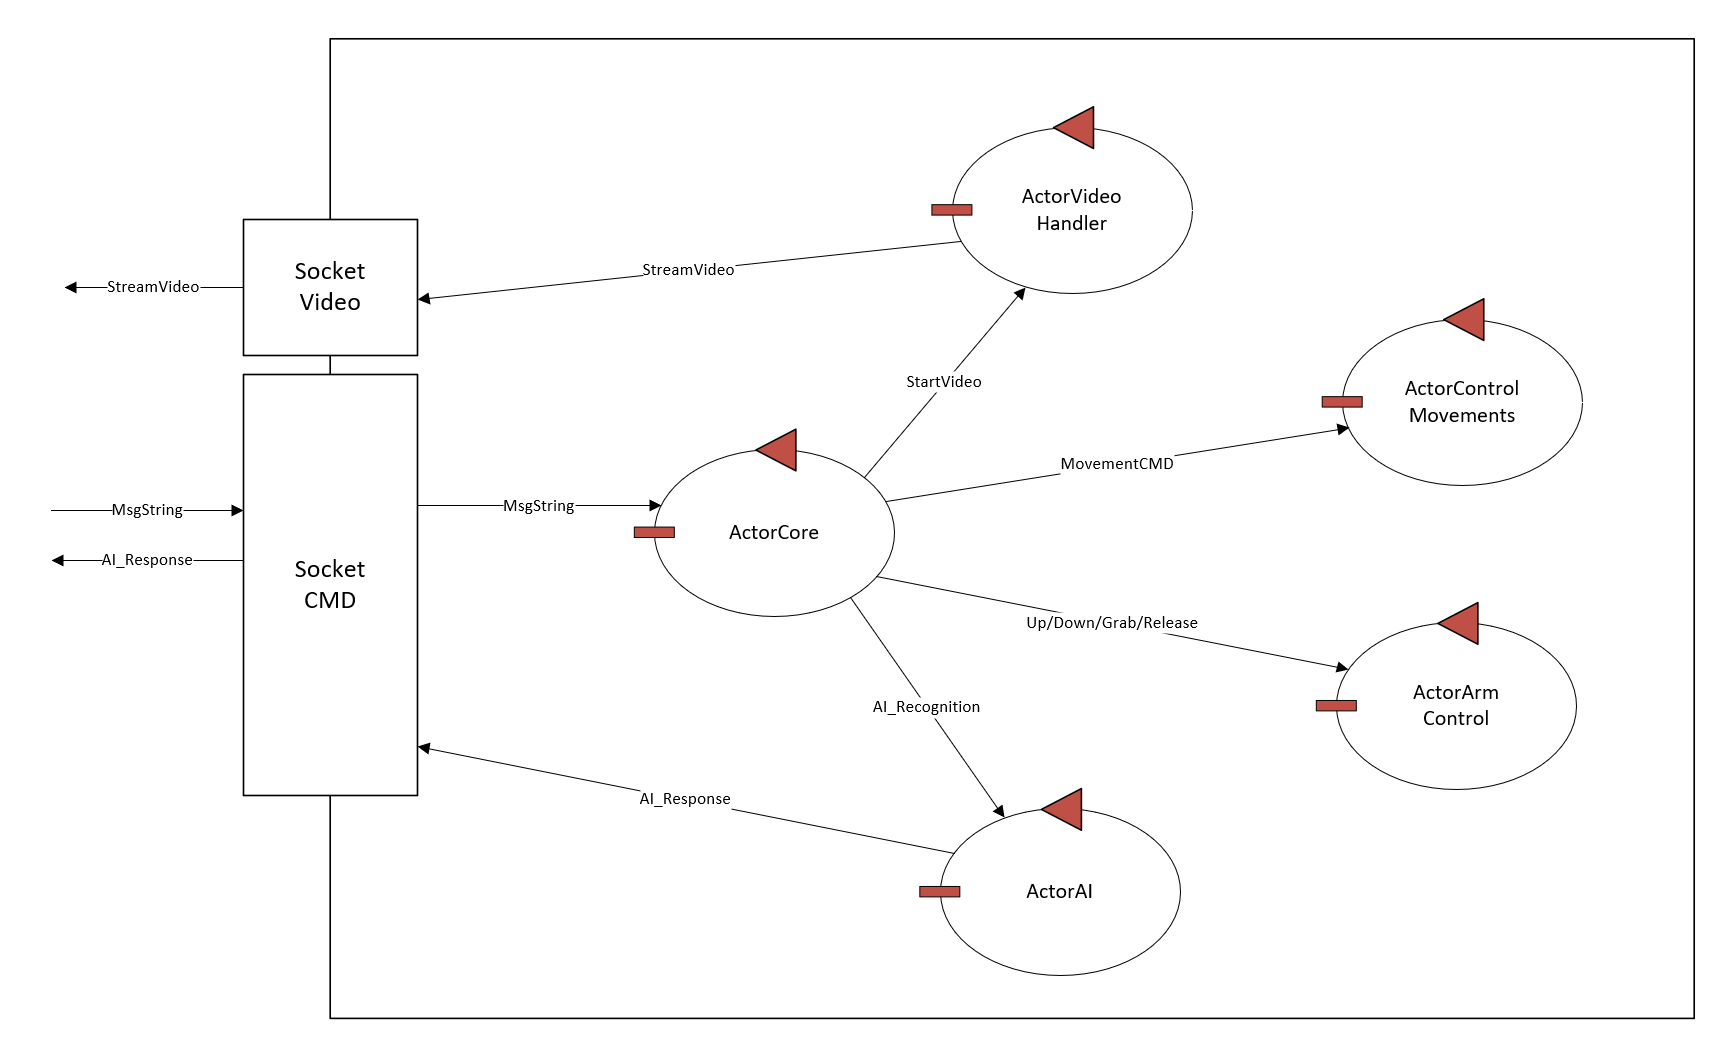 ActorVideo
Handler
Socket
Video
StreamVideo
StreamVideo
StartVideo
ActorControl
Movements
MovementCMD
MsgString
AI_Response
Socket
CMD
MsgString
ActorCore
Up/Down/Grab/Release
ActorArm
Control
AI_Recognition
AI_Response
ActorAI